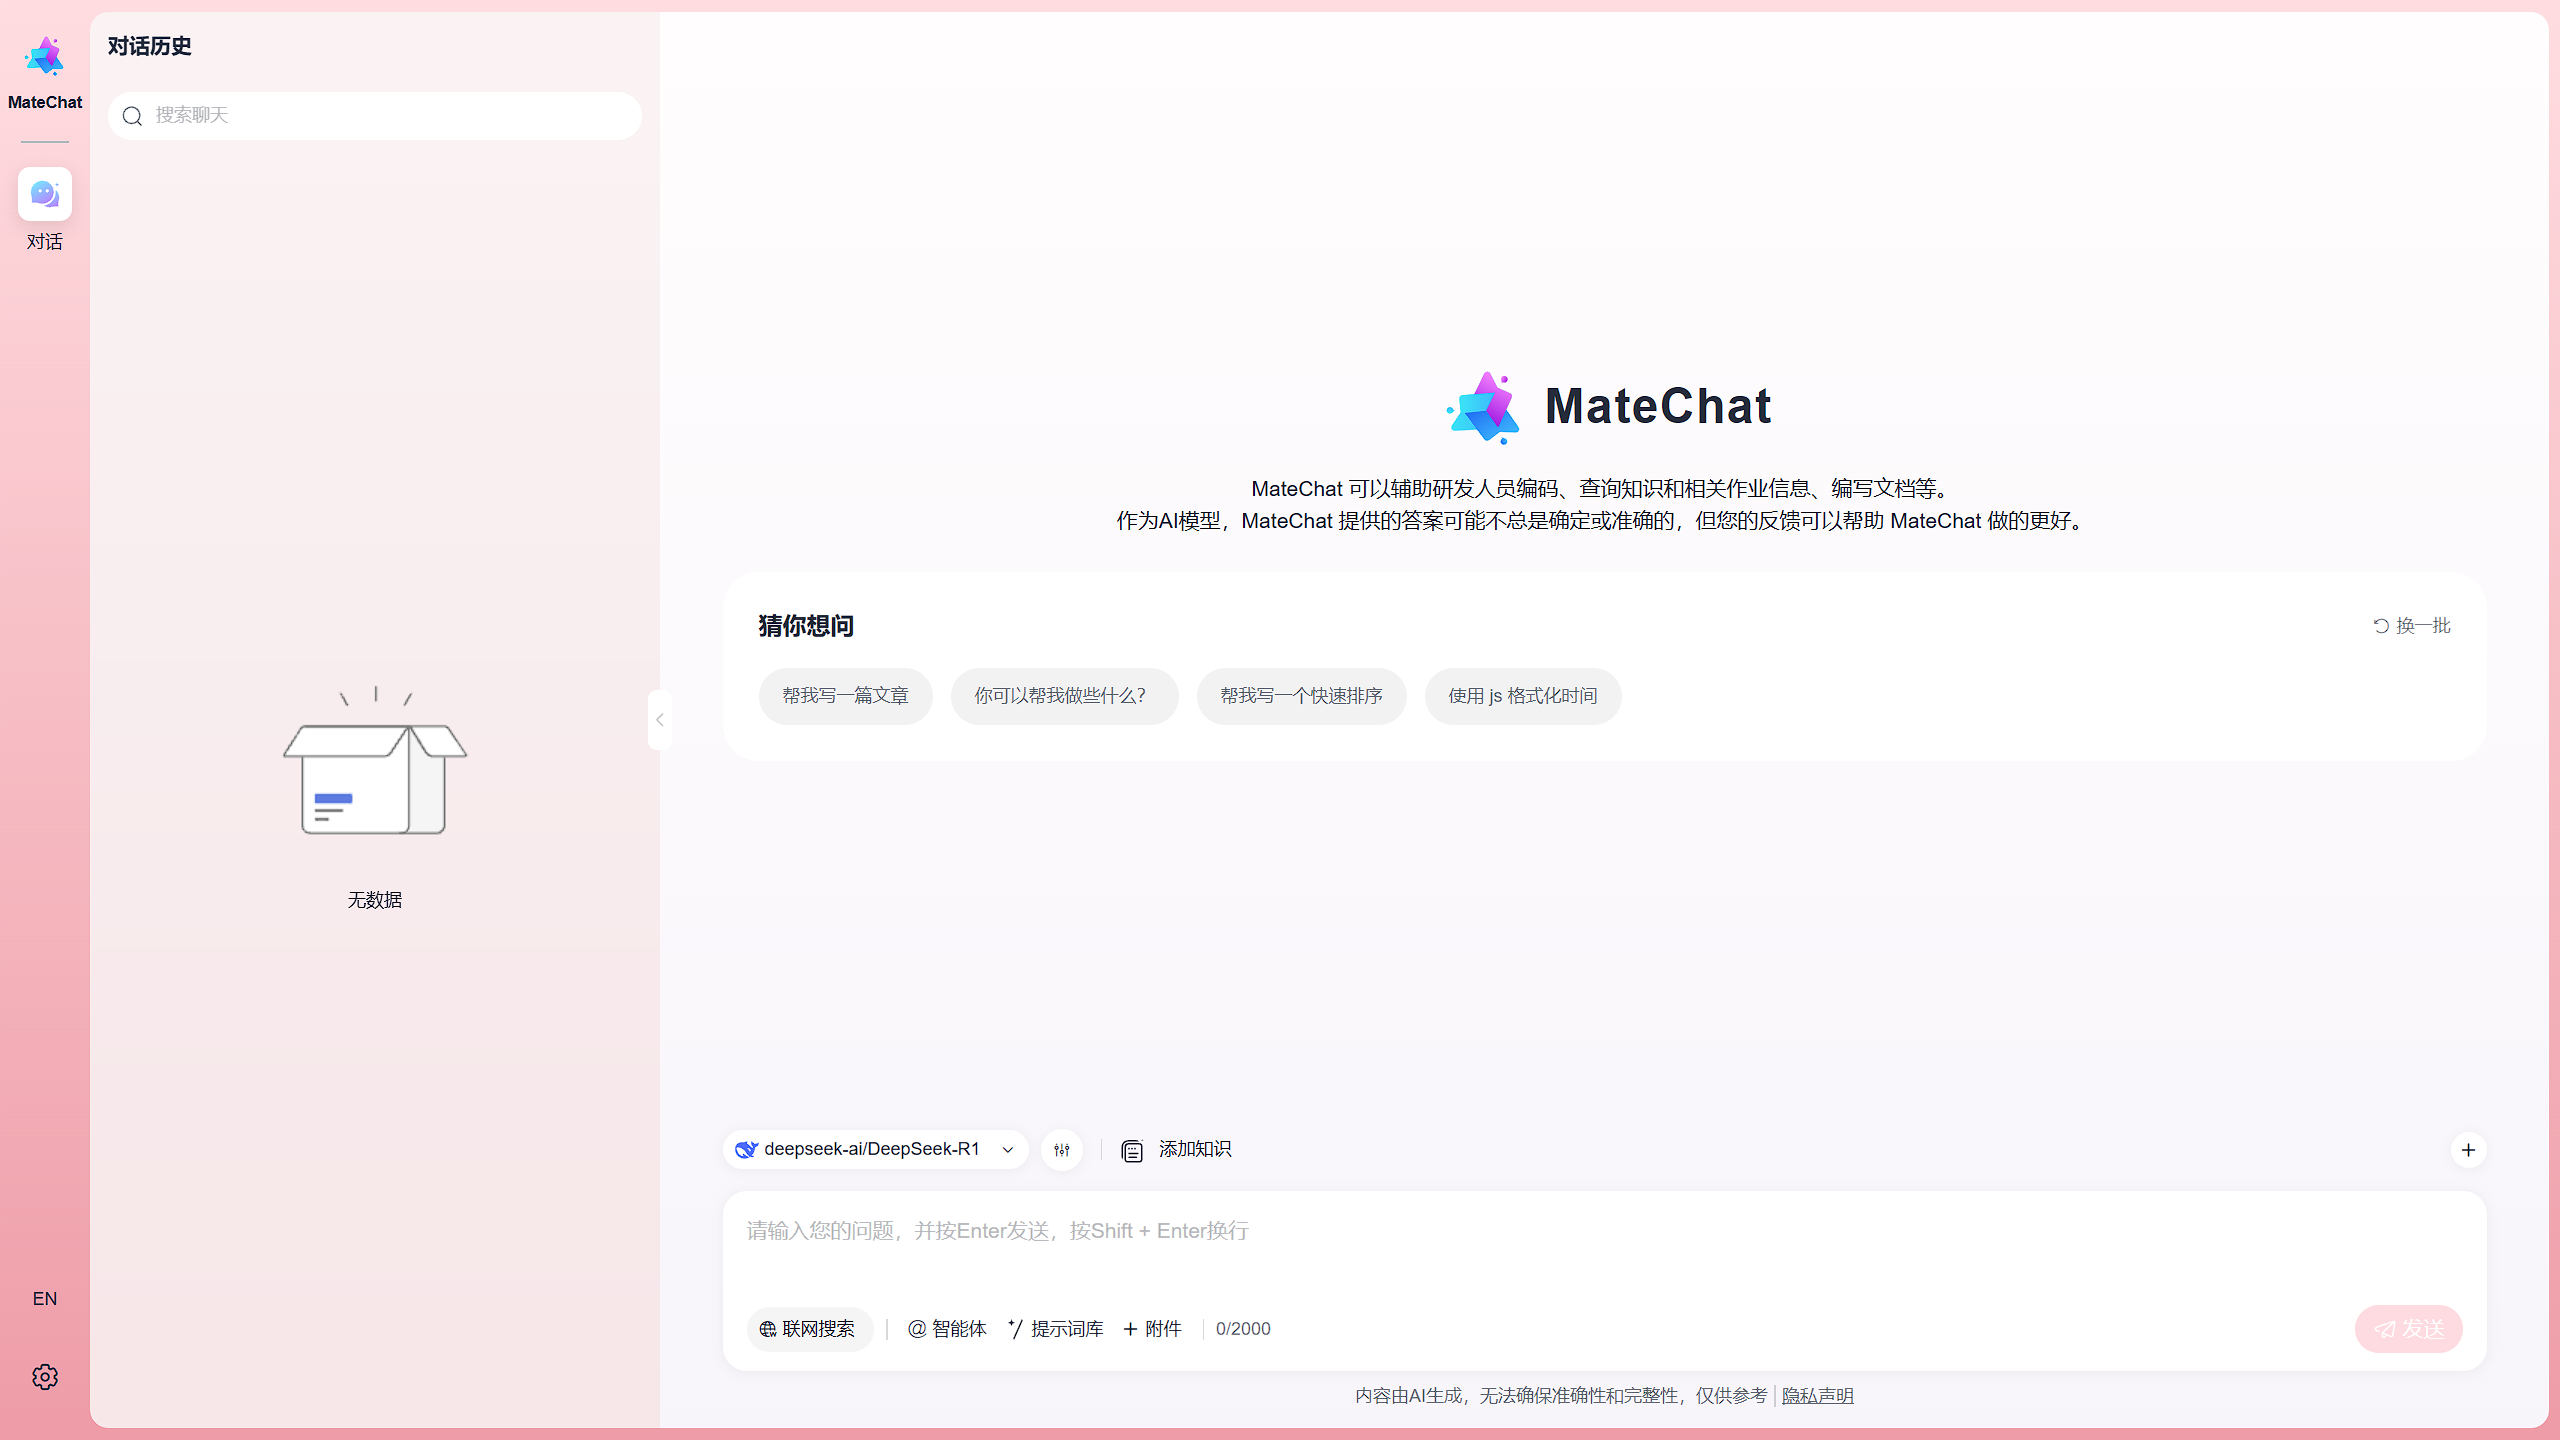 MateChat
对话
EN
对话历史
搜索聊天
无数据
MateChat
MateChat 可以辅助研发人员编码、查询知识和相关作业信息、编写文档等。
作为AI模型，MateChat 提供的答案可能不总是确定或准确的，但您的反馈可以帮助 MateChat 做的更好。
猜你想问
换一批
帮我写一篇文章
你可以帮我做些什么？
帮我写一个快速排序
使用 js 格式化时间
deepseek-ai/DeepSeek-R1
添加知识
请输入您的问题，并按Enter发送，按Shift + Enter换行
联网搜索
@ 智能体
提示词库
附件
0/2000
发送
内容由AI生成，无法确保准确性和完整性，仅供参考
隐私声明